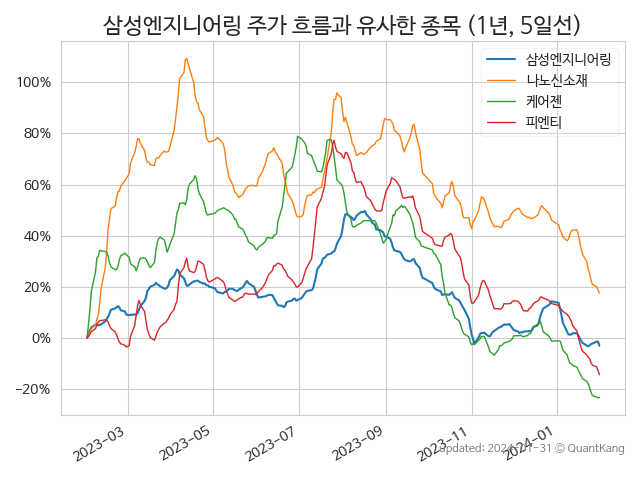 삼성엔지니어링 주가 흐름과 유사한 종목 (1년, 5일선)
삼성엔지니어링
나노신소재
케어젠
피엔티
100%
80%
60%
40%
20%
0%
−20%
2023-03
2023-05
2023-07
2023-09
2023-11
2024-01
updated: 2024-01-31 © QuantKang